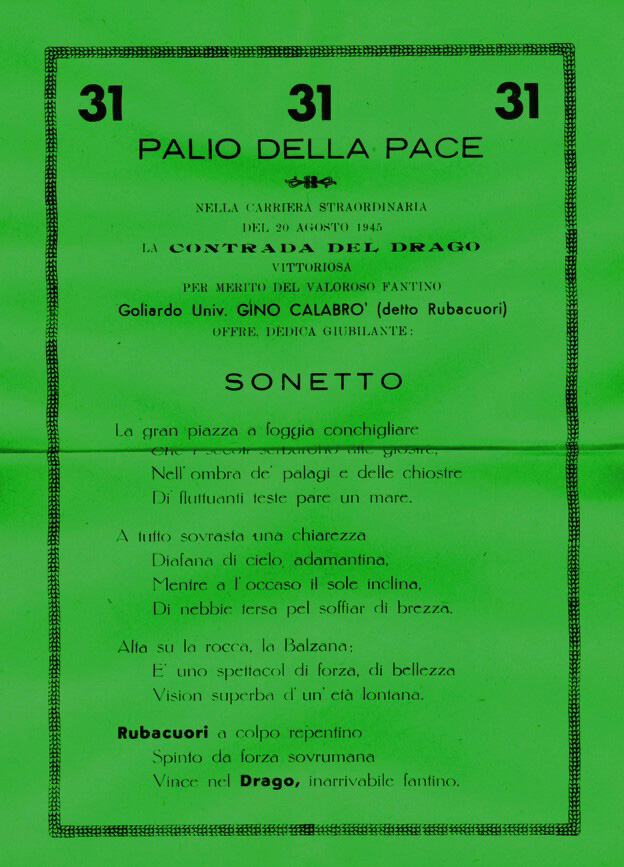 31 31 31
PALIO DELLA PACE
NELLA CARRIERA STRAORDINARIA
DEL 20 AGOSTO 1945
LA CONTRADA DEL DRAGO
VITTORIOSA
PER MERITO DEL VALOROSO FANTINO
Goliardo Univ. GINO CALABRO' (detto Rubacuori)
OFFRE, DEDICA GIUBILANTE:
SONETTO
La gran piazza a foggia conchigliare
Che i secoli serbarono alle giostre,
Nell' ombra de' palagi e delle chiostre
Di fluttuanti teste pare un mare.
A tutto sovrasta una chiarezza
Diafana di cielo adamantina,
Mentre a l' occaso il sole inclina,
Di nebbie tersa pel soffiar di brezza.
Alta su la rocca, la Balzana;
E' uno spettacol di forza, di bellezza
Vision superba d' un' età lontana.
Rubacuori a colpo repentino
Spinto da forza sovrumana
Vince nel Drago, inarrivabile fantino.